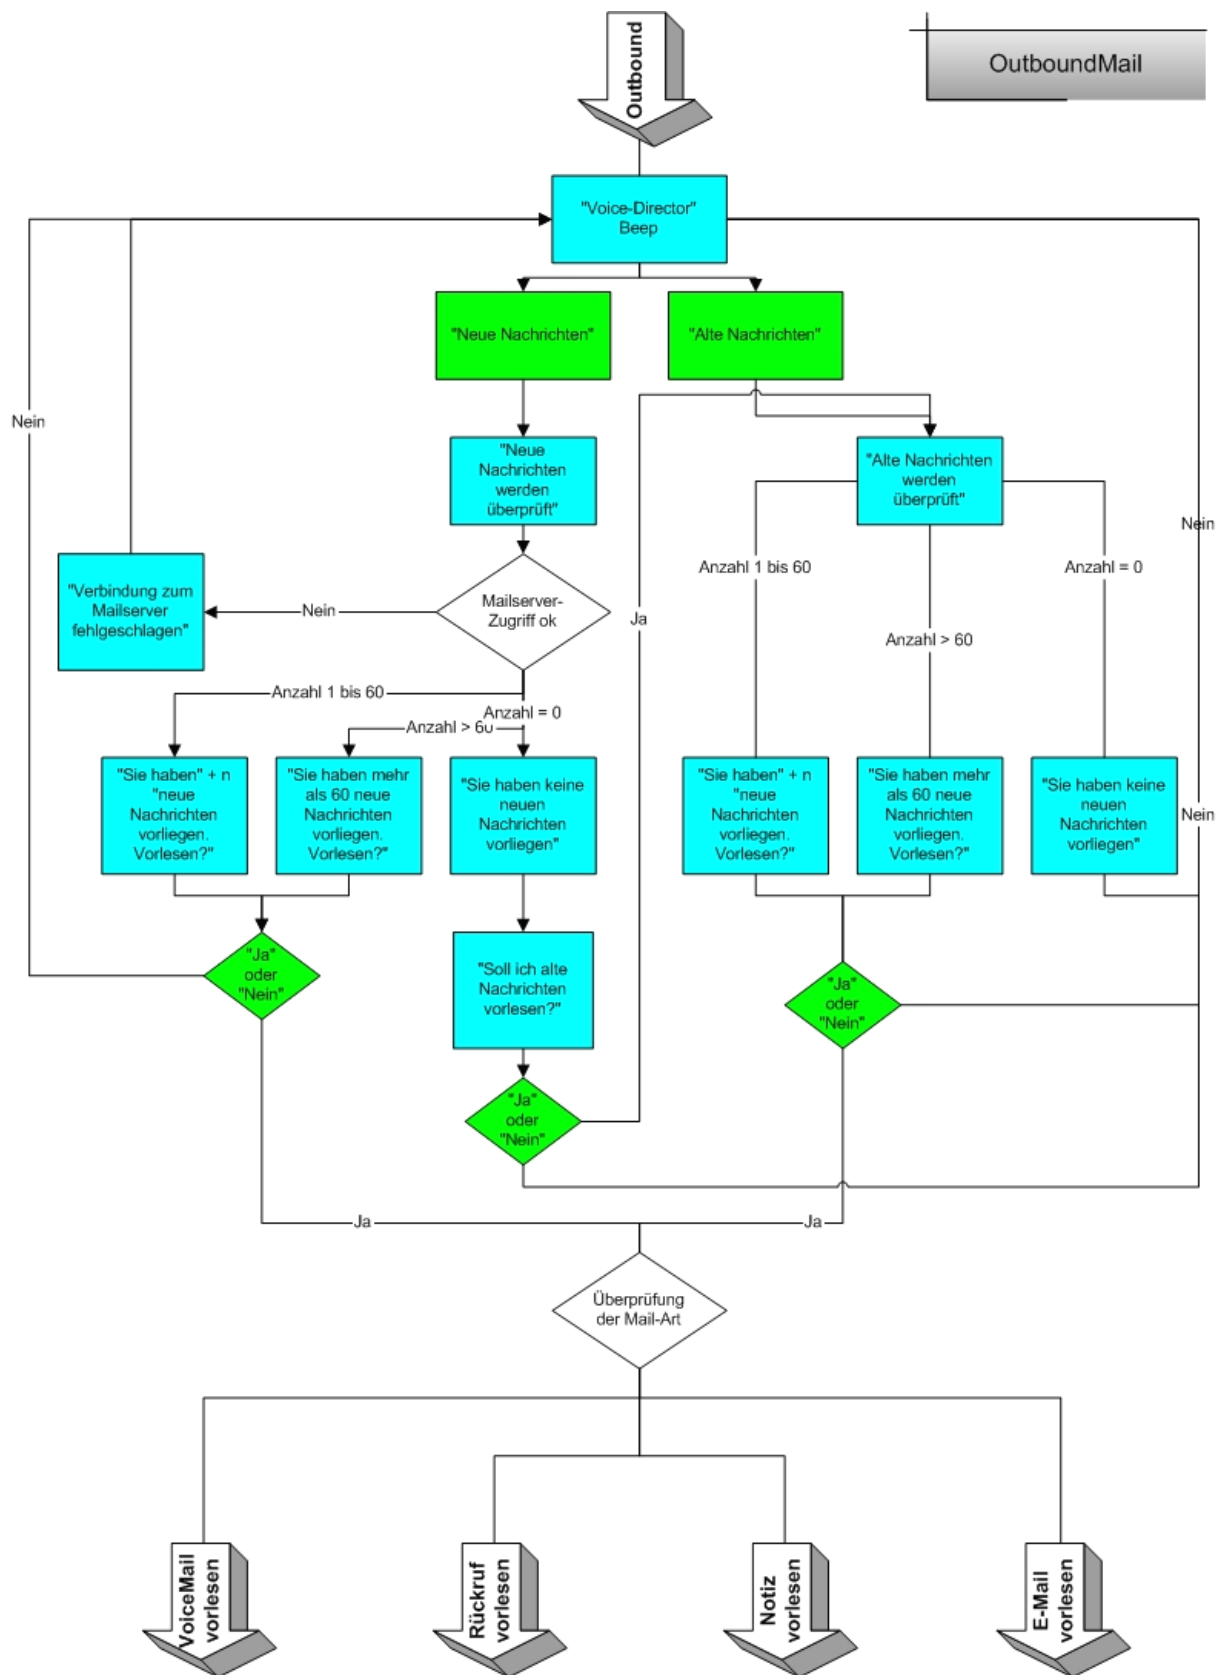 Outbound
OutboundMail
"Voice-Director"
Beep
"Neue Nachrichten"
"Alte Nachrichten"
Nein
"Neue
Nachrichten
werden
überprüft"
"Alte Nachrichten
werden
überprüft"
Nein
"Verbindung zum
Mailserver
fehlgeschlagen"
Nein
Mailserver-
Zugriff ok
Ja
Anzahl 1 bis 60
Anzahl = 0
Anzahl > 60
Anzahl 1 bis 60
Anzahl = 0
Anzahl > 60
"Sie haben" + n
"neue
Nachrichten
vorliegen.
Vorlesen?"
"Sie haben mehr
als 60 neue
Nachrichten
vorliegen.
Vorlesen?"
"Sie haben keine
neuen
Nachrichten
vorliegen"
"Sie haben" + n
"neue
Nachrichten
vorliegen.
Vorlesen?"
"Sie haben mehr
als 60 neue
Nachrichten
vorliegen.
Vorlesen?"
"Sie haben keine
neuen
Nachrichten
vorliegen"
Nein
"Ja"
oder
"Nein"
"Soll ich alte
Nachrichten
vorlesen?"
"Ja"
oder
"Nein"
"Ja"
oder
"Nein"
Ja
Ja
Überprüfung
der Mail-Art
VoiceMail
vorlesen
Rückruf
vorlesen
Notiz
vorlesen
E-Mail
vorlesen